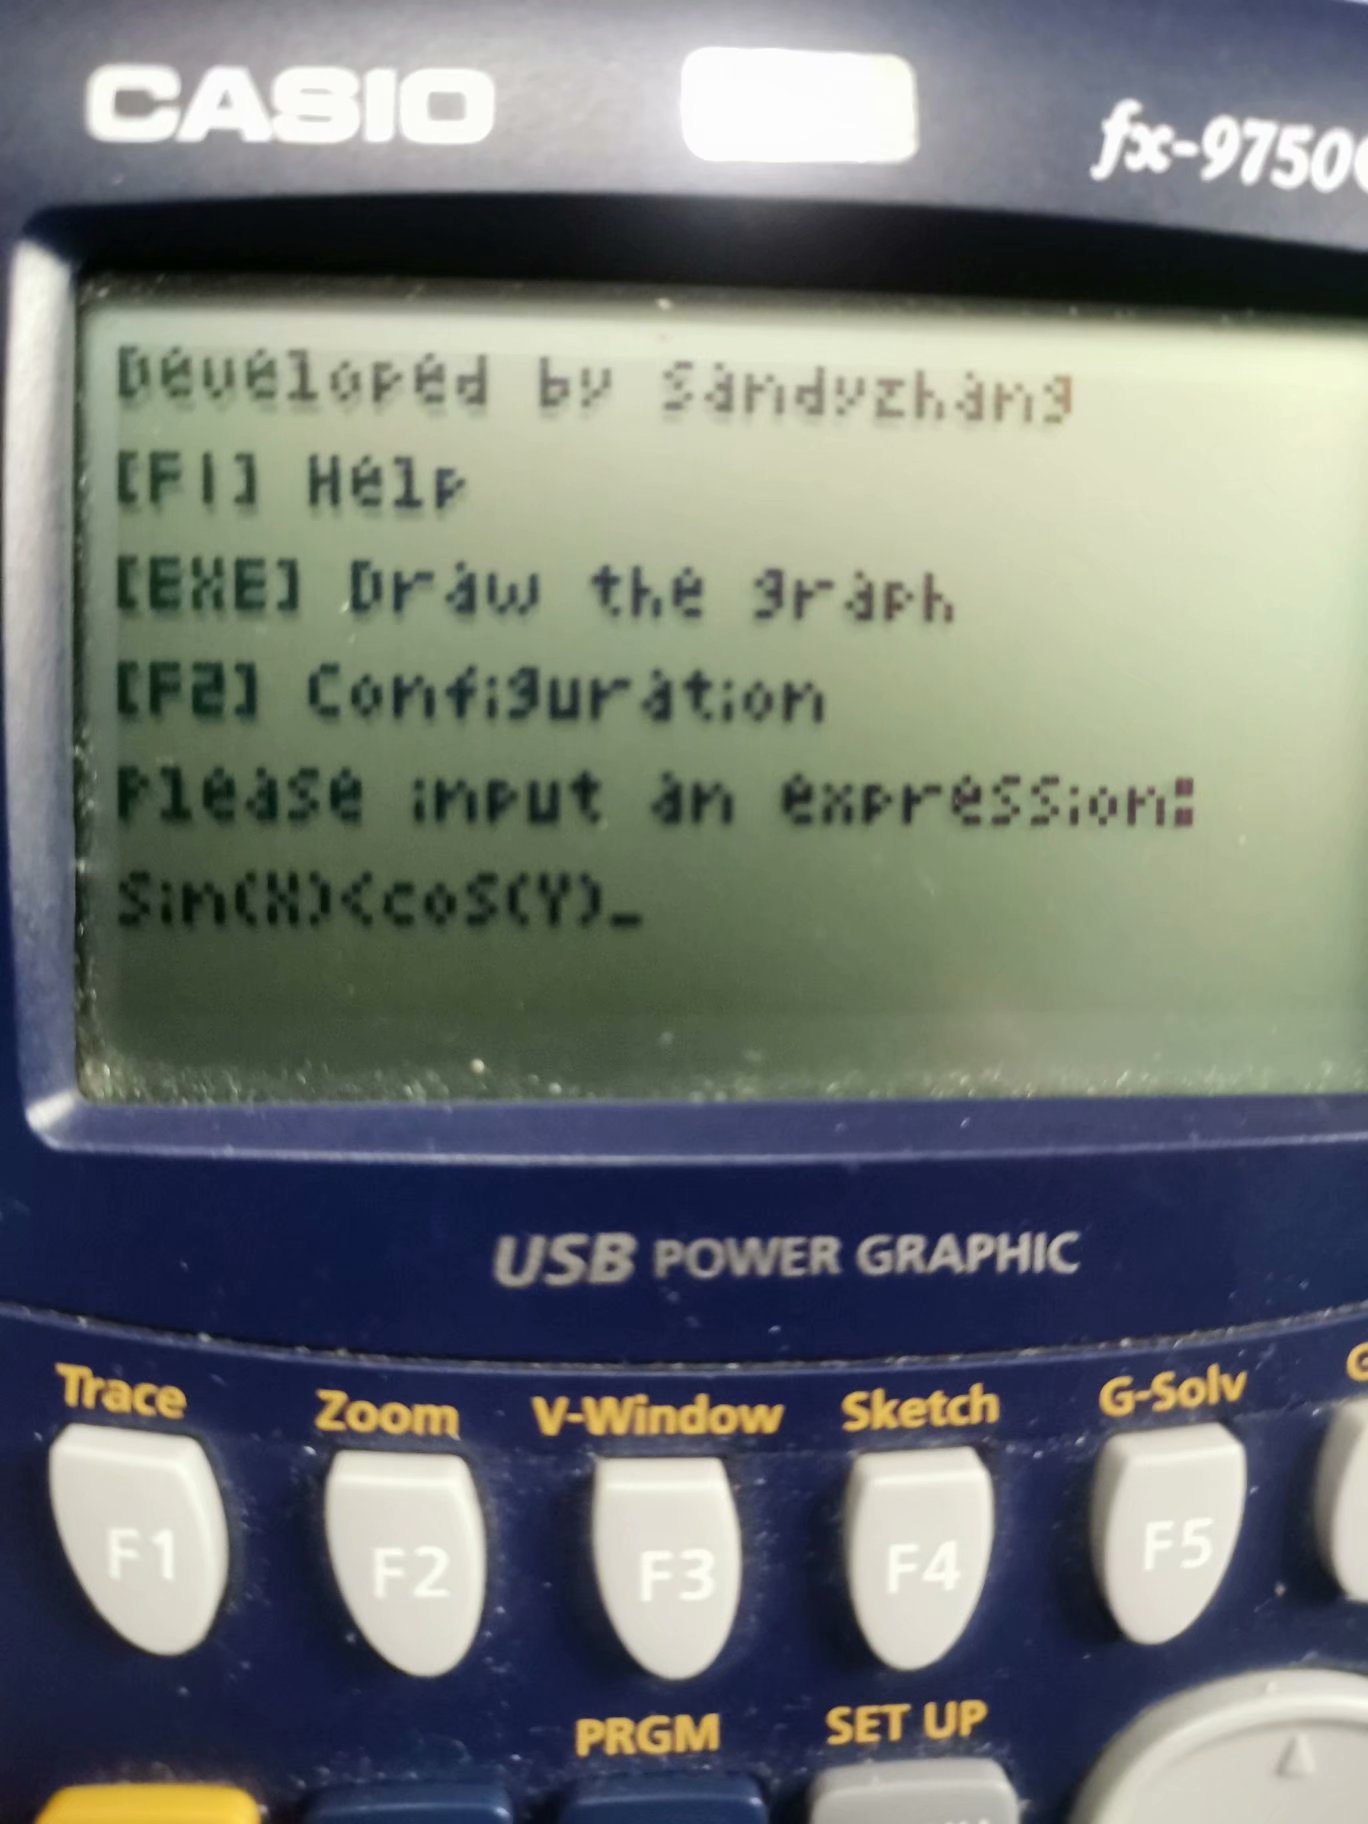 CASIO
fx-9750G
Developed by Sandyzhang
[F1] Help
[EXE] Draw the graph
[F2] Configuration
Please input an expression:
Sin(X)<coS(Y)_
USB POWER GRAPHIC
Trace Zoom V-Window Sketch G-Solv G
F1 F2 F3 F4 F5
PRGM SET UP